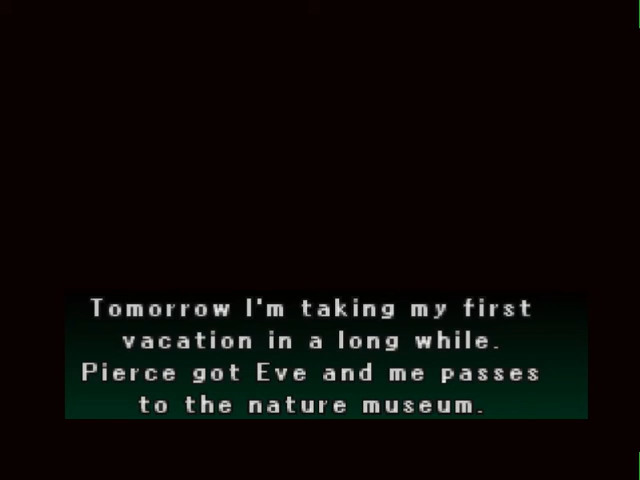 Tomorrow I'm taking my first
vacation in a long while.
Pierce got Eve and me passes
to the nature museum.